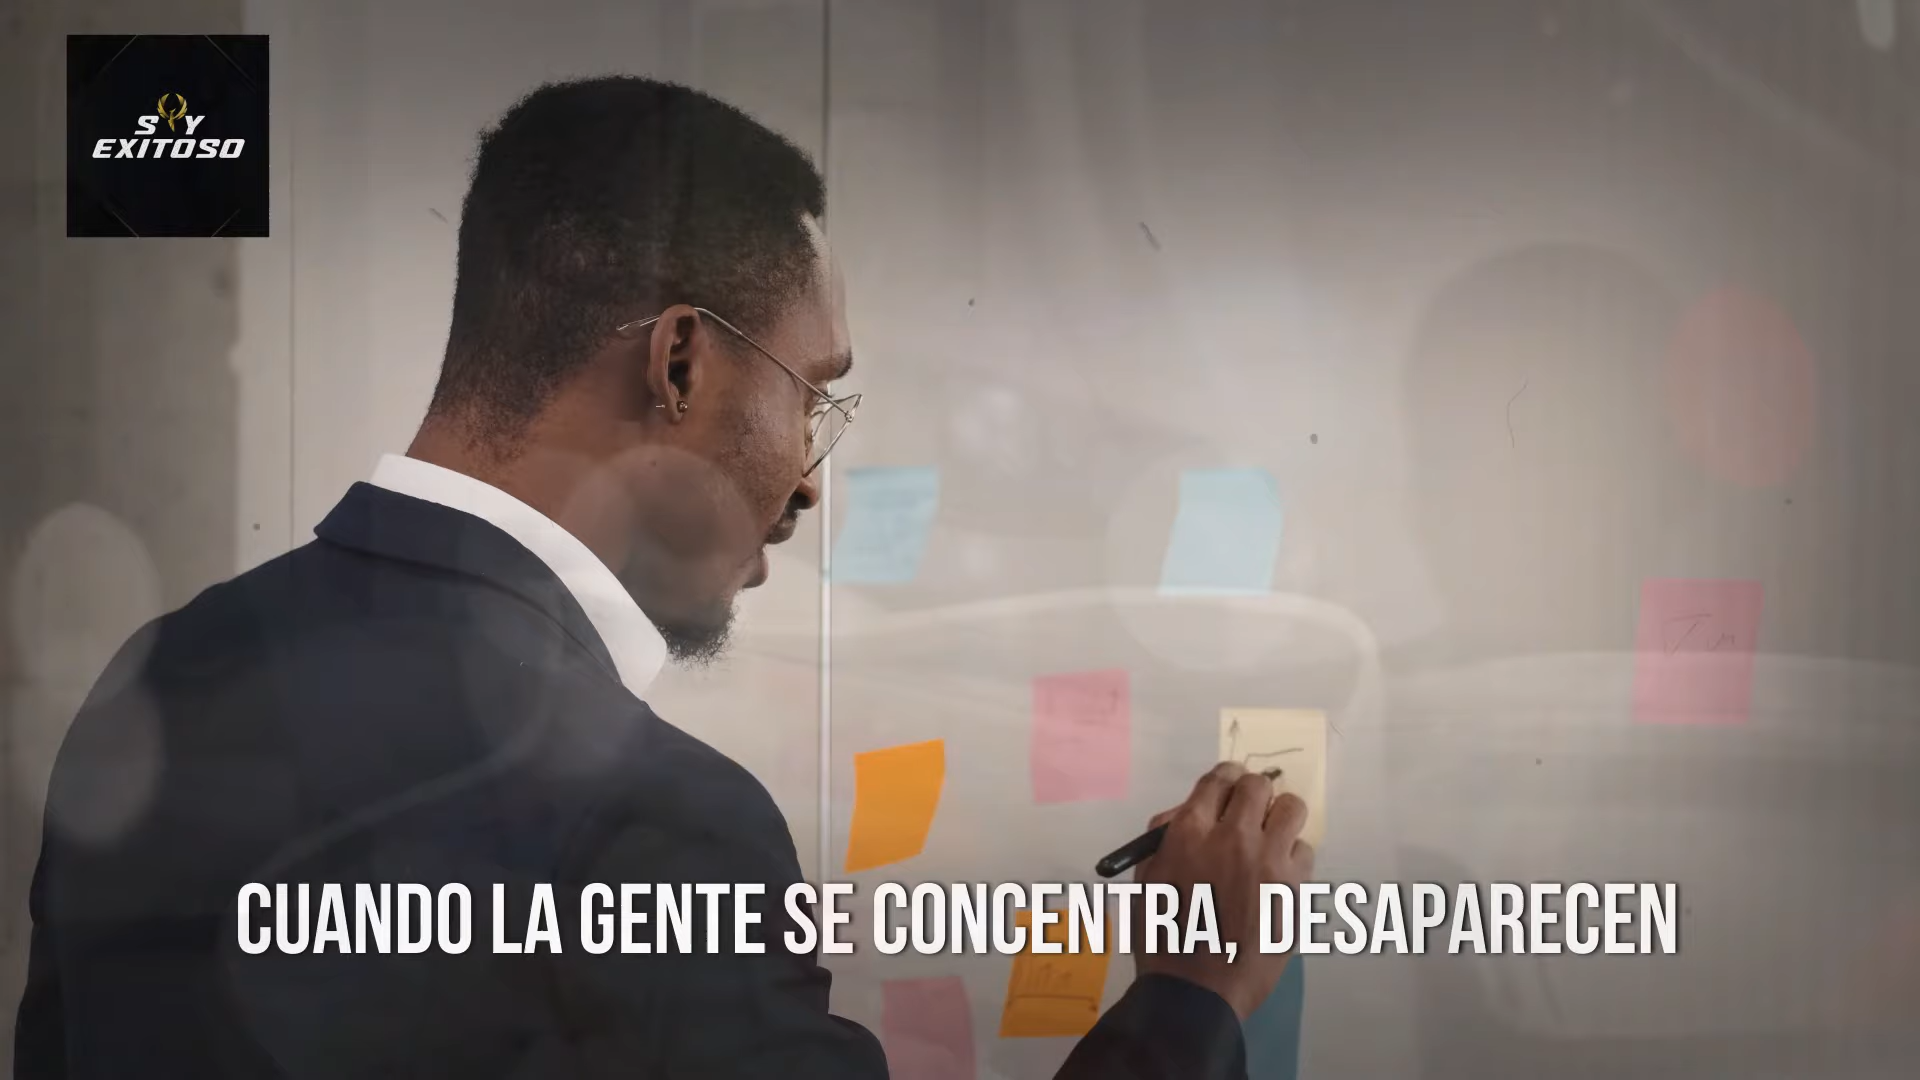 SOY
EXITOSO
CUANDO LA GENTE SE CONCENTRA, DESAPARECEN